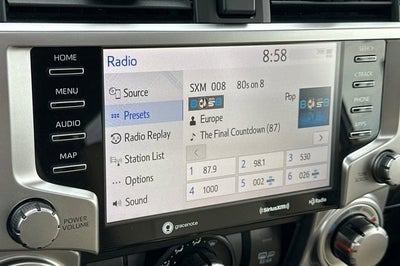 HOME
MENU
AUDIO
MAP
POWER
VOLUME
Radio
8:58
Source
Presets
Radio Replay
Station List
Options
Sound
SXM 008 80s on 8
Pop
Europe
The Final Countdown (87)
1 87.9
2 98.1
3 530
4 1000
5 002
6 026
gracenote
SiriusXM
HD Radio
SEEK>
<TRACK
PHONE
APPS